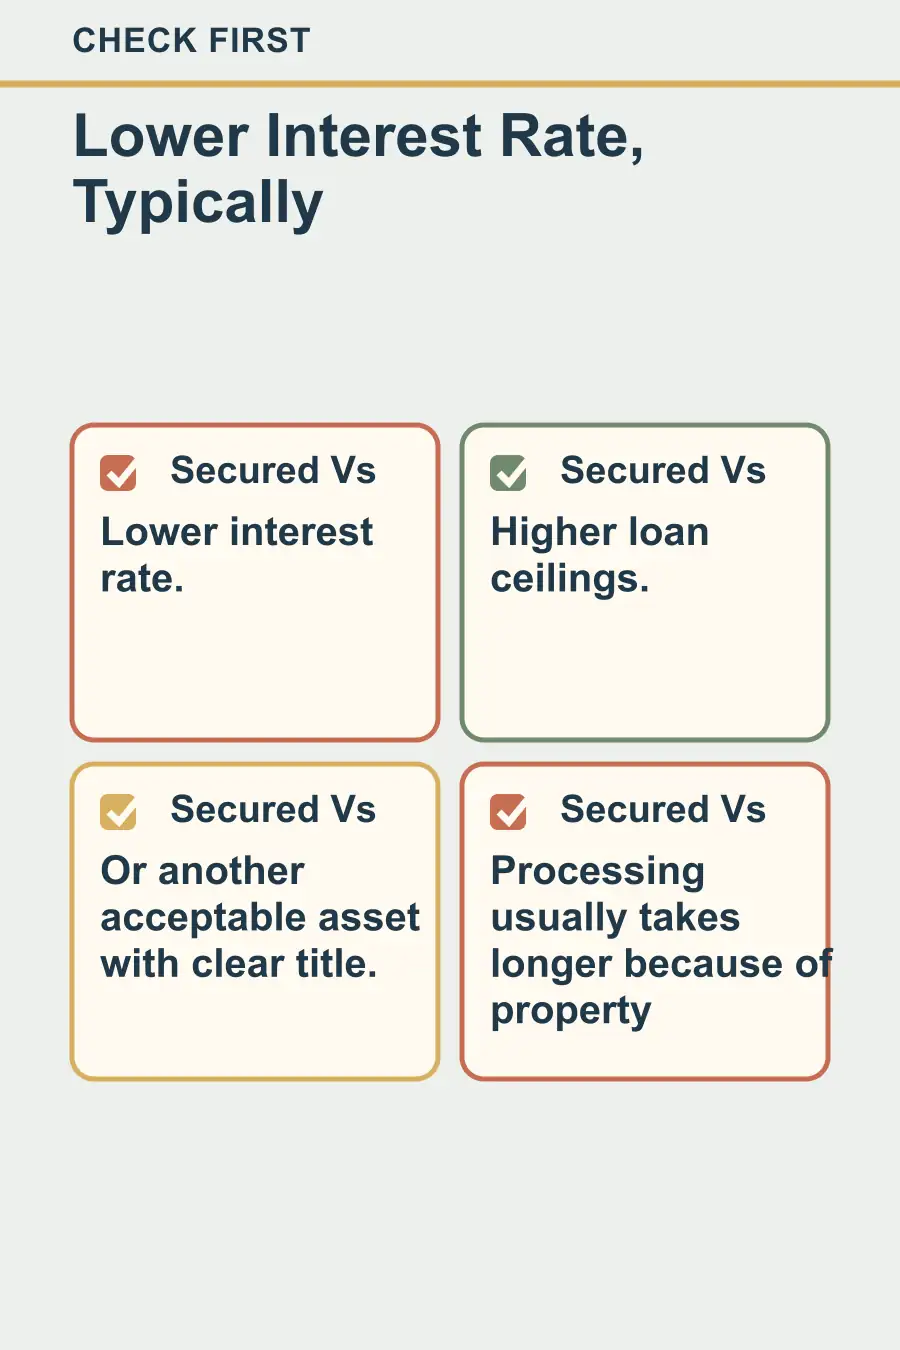 CHECK FIRST
Lower Interest Rate,
Typically
Secured Vs
Lower interest
rate.
Secured Vs
Higher loan
ceilings.
Secured Vs
Or another
acceptable asset
with clear title.
Secured Vs
Processing
usually takes
longer because of
property